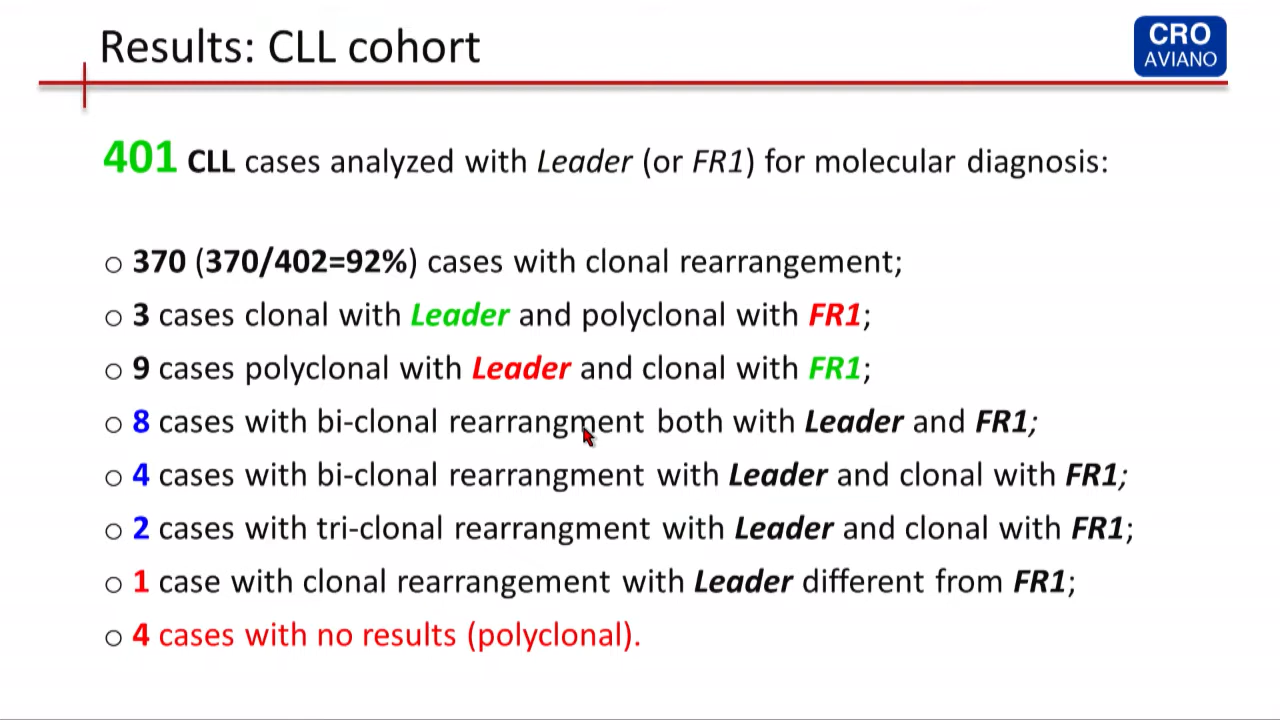 Results: CLL cohort
CRO
AVIANO
401 CLL cases analyzed with Leader (or FR1) for molecular diagnosis:
o 370 (370/402=92%) cases with clonal rearrangement;
o 3 cases clonal with Leader and polyclonal with FR1;
o 9 cases polyclonal with Leader and clonal with FR1;
o 8 cases with bi-clonal rearrangment both with Leader and FR1;
o 4 cases with bi-clonal rearrangment with Leader and clonal with FR1;
o 2 cases with tri-clonal rearrangment with Leader and clonal with FR1;
o 1 case with clonal rearrangement with Leader different from FR1;
o 4 cases with no results (polyclonal).